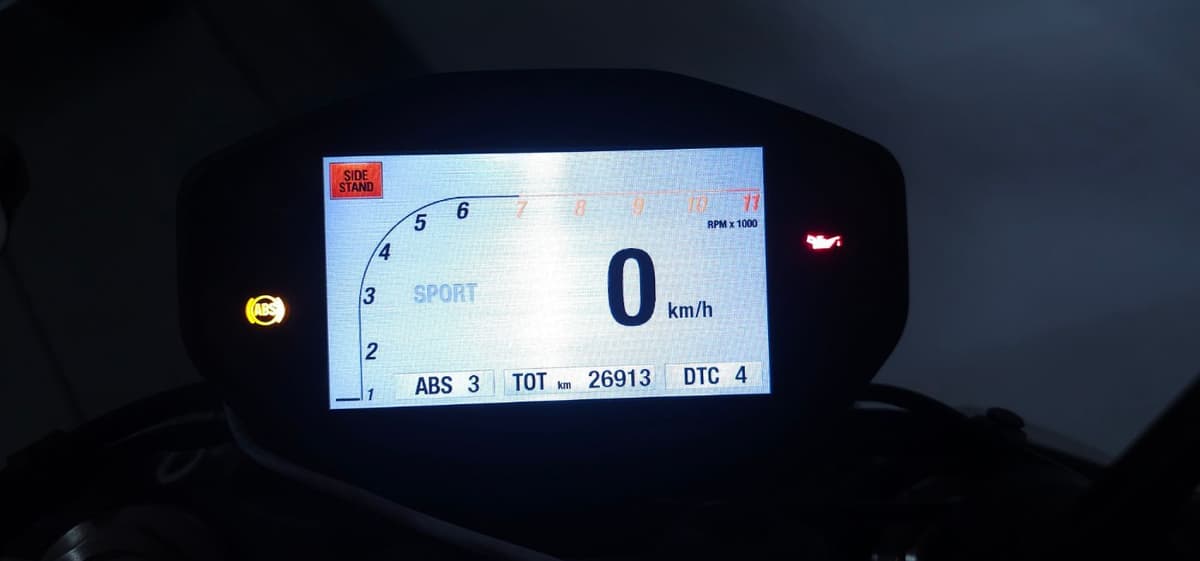 SIDE
STAND
1
2
3
4
5
6
7
8
9
10
11
RPM x 1000
SPORT
0 km/h
ABS
ABS 3
TOT km 26913
DTC 4